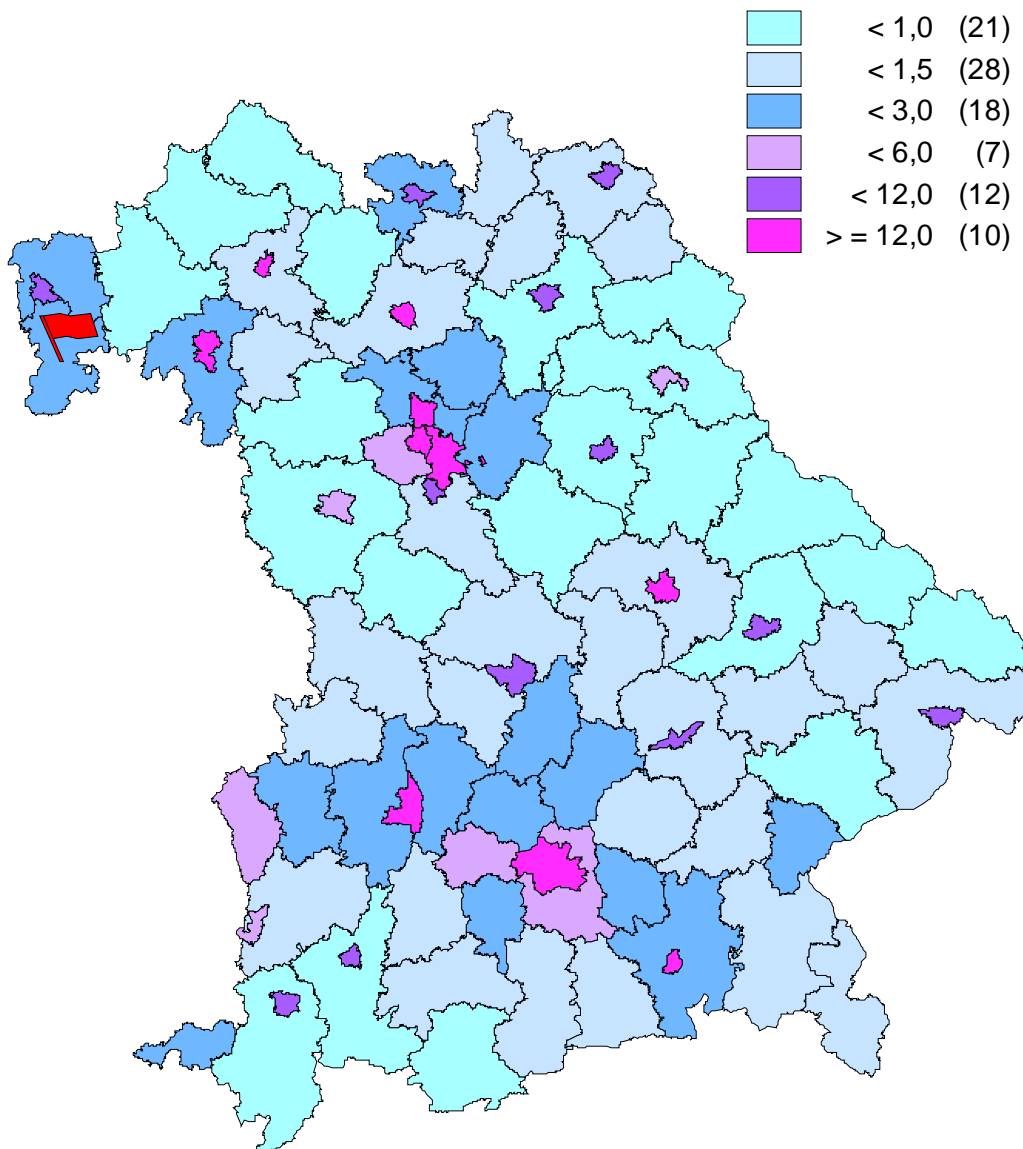 < 1,0 (21)
< 1,5 (28)
< 3,0 (18)
< 6,0 (7)
< 12,0 (12)
> = 12,0 (10)